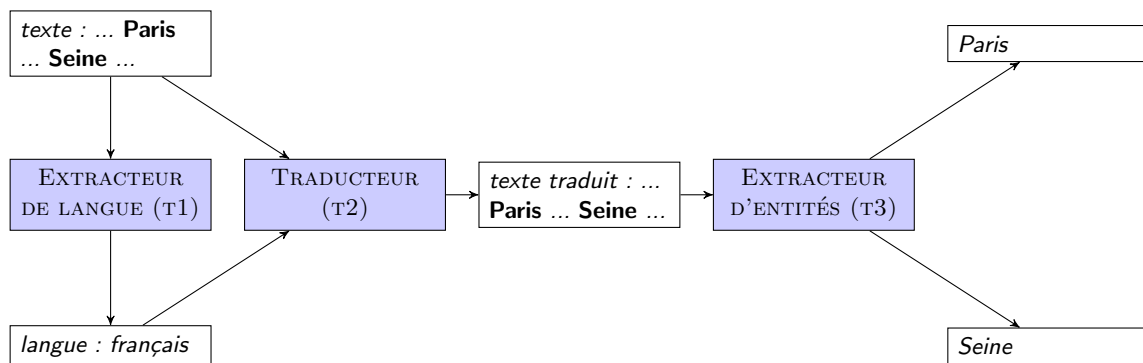 texte : ... Paris
... Seine ...
Paris
EXTRACTEUR
DE LANGUE (T1)
TRADUCTEUR
(T2)
texte traduit : ...
Paris ... Seine ...
EXTRACTEUR
D'ENTITÉS (T3)
langue : français
Seine